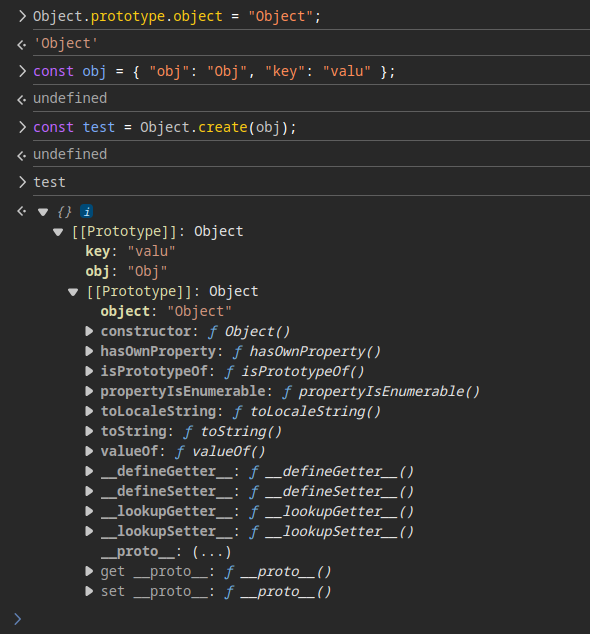 Object.prototype.object = "Object";
'Object'
const obj = { "obj": "Obj", "key": "valu" };
undefined
const test = Object.create(obj);
undefined
test
{} i
[[Prototype]]: Object
key: "valu"
obj: "Obj"
[[Prototype]]: Object
object: "Object"
constructor: ƒ Object()
hasOwnProperty: ƒ hasOwnProperty()
isPrototypeOf: ƒ isPrototypeOf()
propertyIsEnumerable: ƒ propertyIsEnumerable()
toLocaleString: ƒ toLocaleString()
toString: ƒ toString()
valueOf: ƒ valueOf()
__defineGetter__: ƒ __defineGetter__()
__defineSetter__: ƒ __defineSetter__()
__lookupGetter__: ƒ __lookupGetter__()
__lookupSetter__: ƒ __lookupSetter__()
__proto__: (...)
get __proto__: ƒ __proto__()
set __proto__: ƒ __proto__()